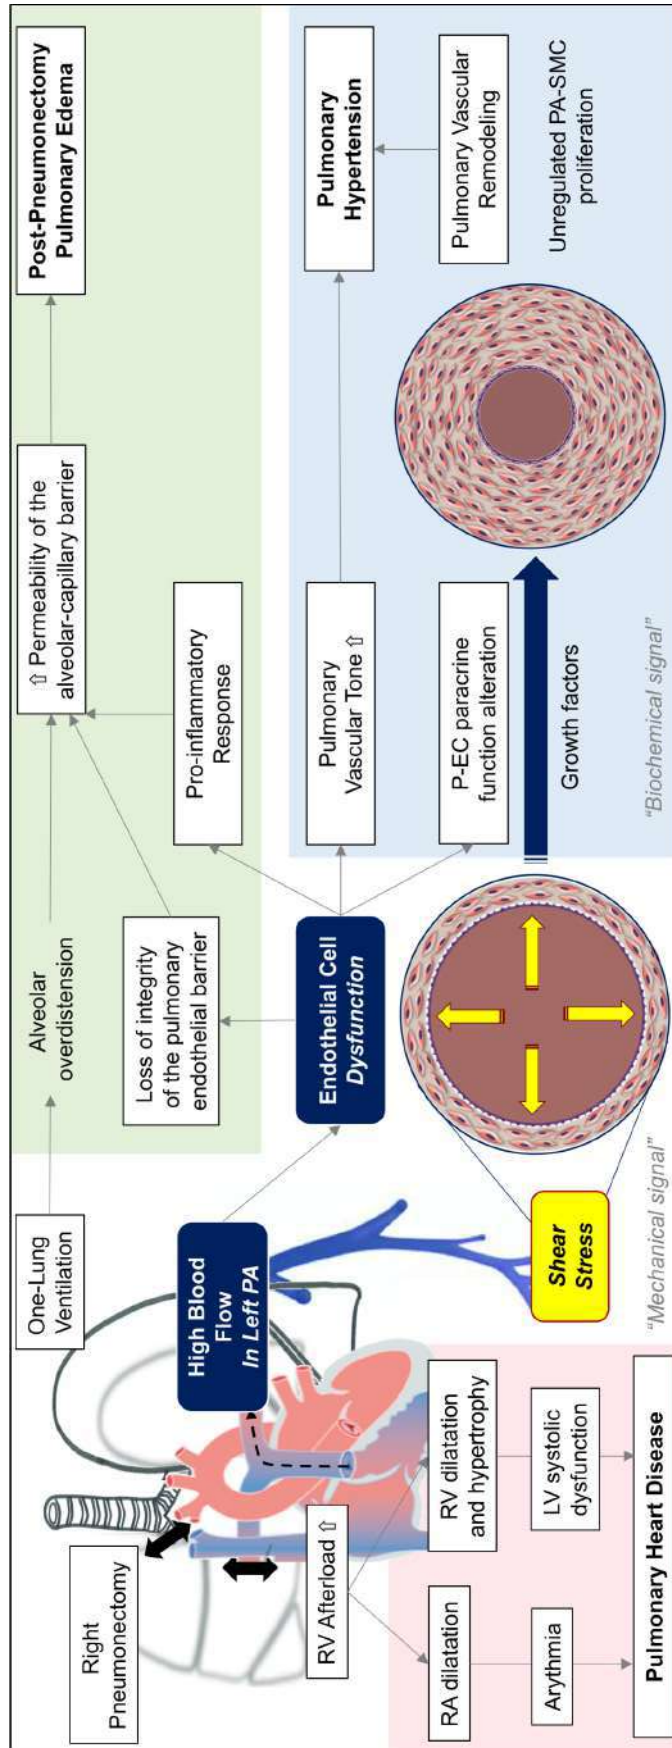 Right
Pneumonectomy
One-Lung
Ventilation
Alveolar
overdistension
⇧ Permeability of the
alveolar-capillary barrier
Post-Pneumonectomy
Pulmonary Edema
Loss of integrity
of the pulmonary
endothelial barrier
Pro-inflammatory
Response
High Blood
Flow
In Left PA
Endothelial Cell
Dysfunction
Pulmonary
Vascular Tone ⇧
Pulmonary
Hypertension
P-EC paracrine
function alteration
Pulmonary Vascular
Remodeling
RV Afterload ⇧
RA dilatation
RV dilatation
and hypertrophy
Arythmia
LV systolic
dysfunction
Pulmonary Heart Disease
Shear
Stress
"Mechanical signal"
Growth factors
"Biochemical signal"
Unregulated PA-SMC
proliferation